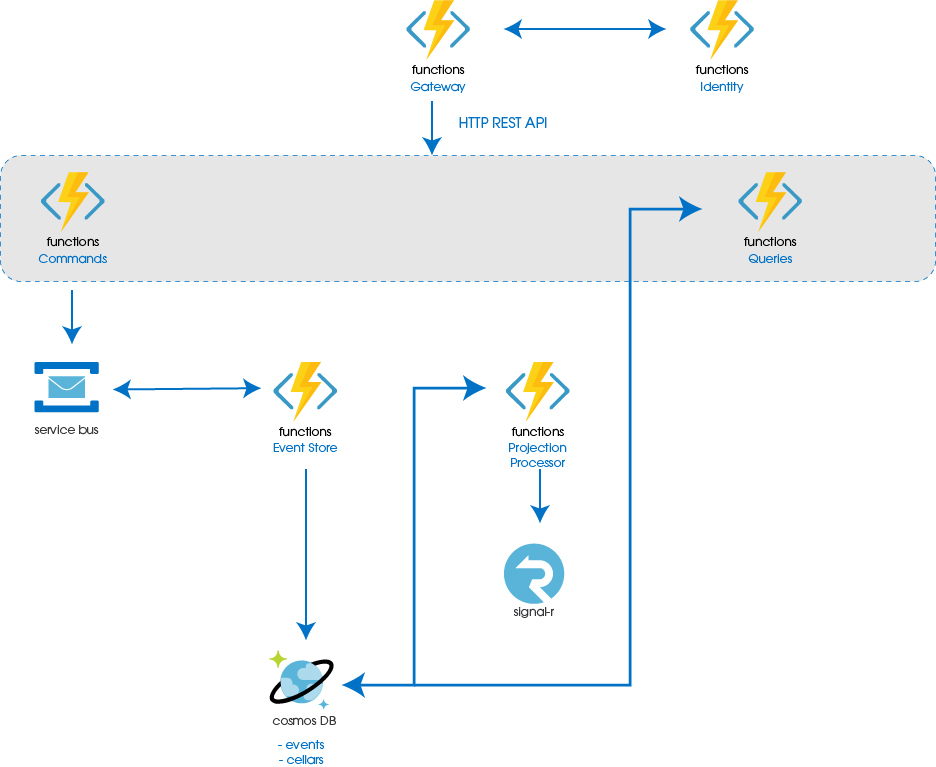 functions
Gateway
functions
Identity
HTTP REST API
functions
Commands
functions
Queries
service bus
functions
Event Store
functions
Projection
Processor
signal-r
cosmos DB
- events
- cellars